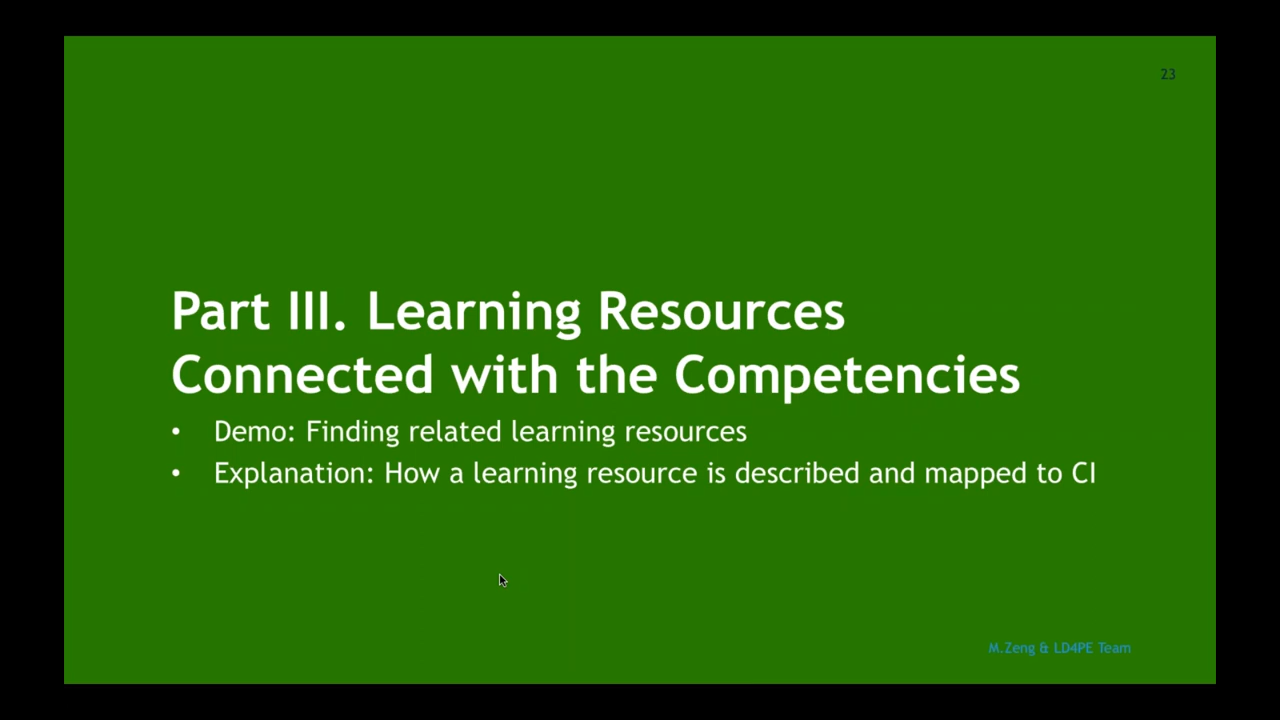 23
Part III. Learning Resources
Connected with the Competencies
• Demo: Finding related learning resources
• Explanation: How a learning resource is described and mapped to CI
M.Zeng & LD4PE Team